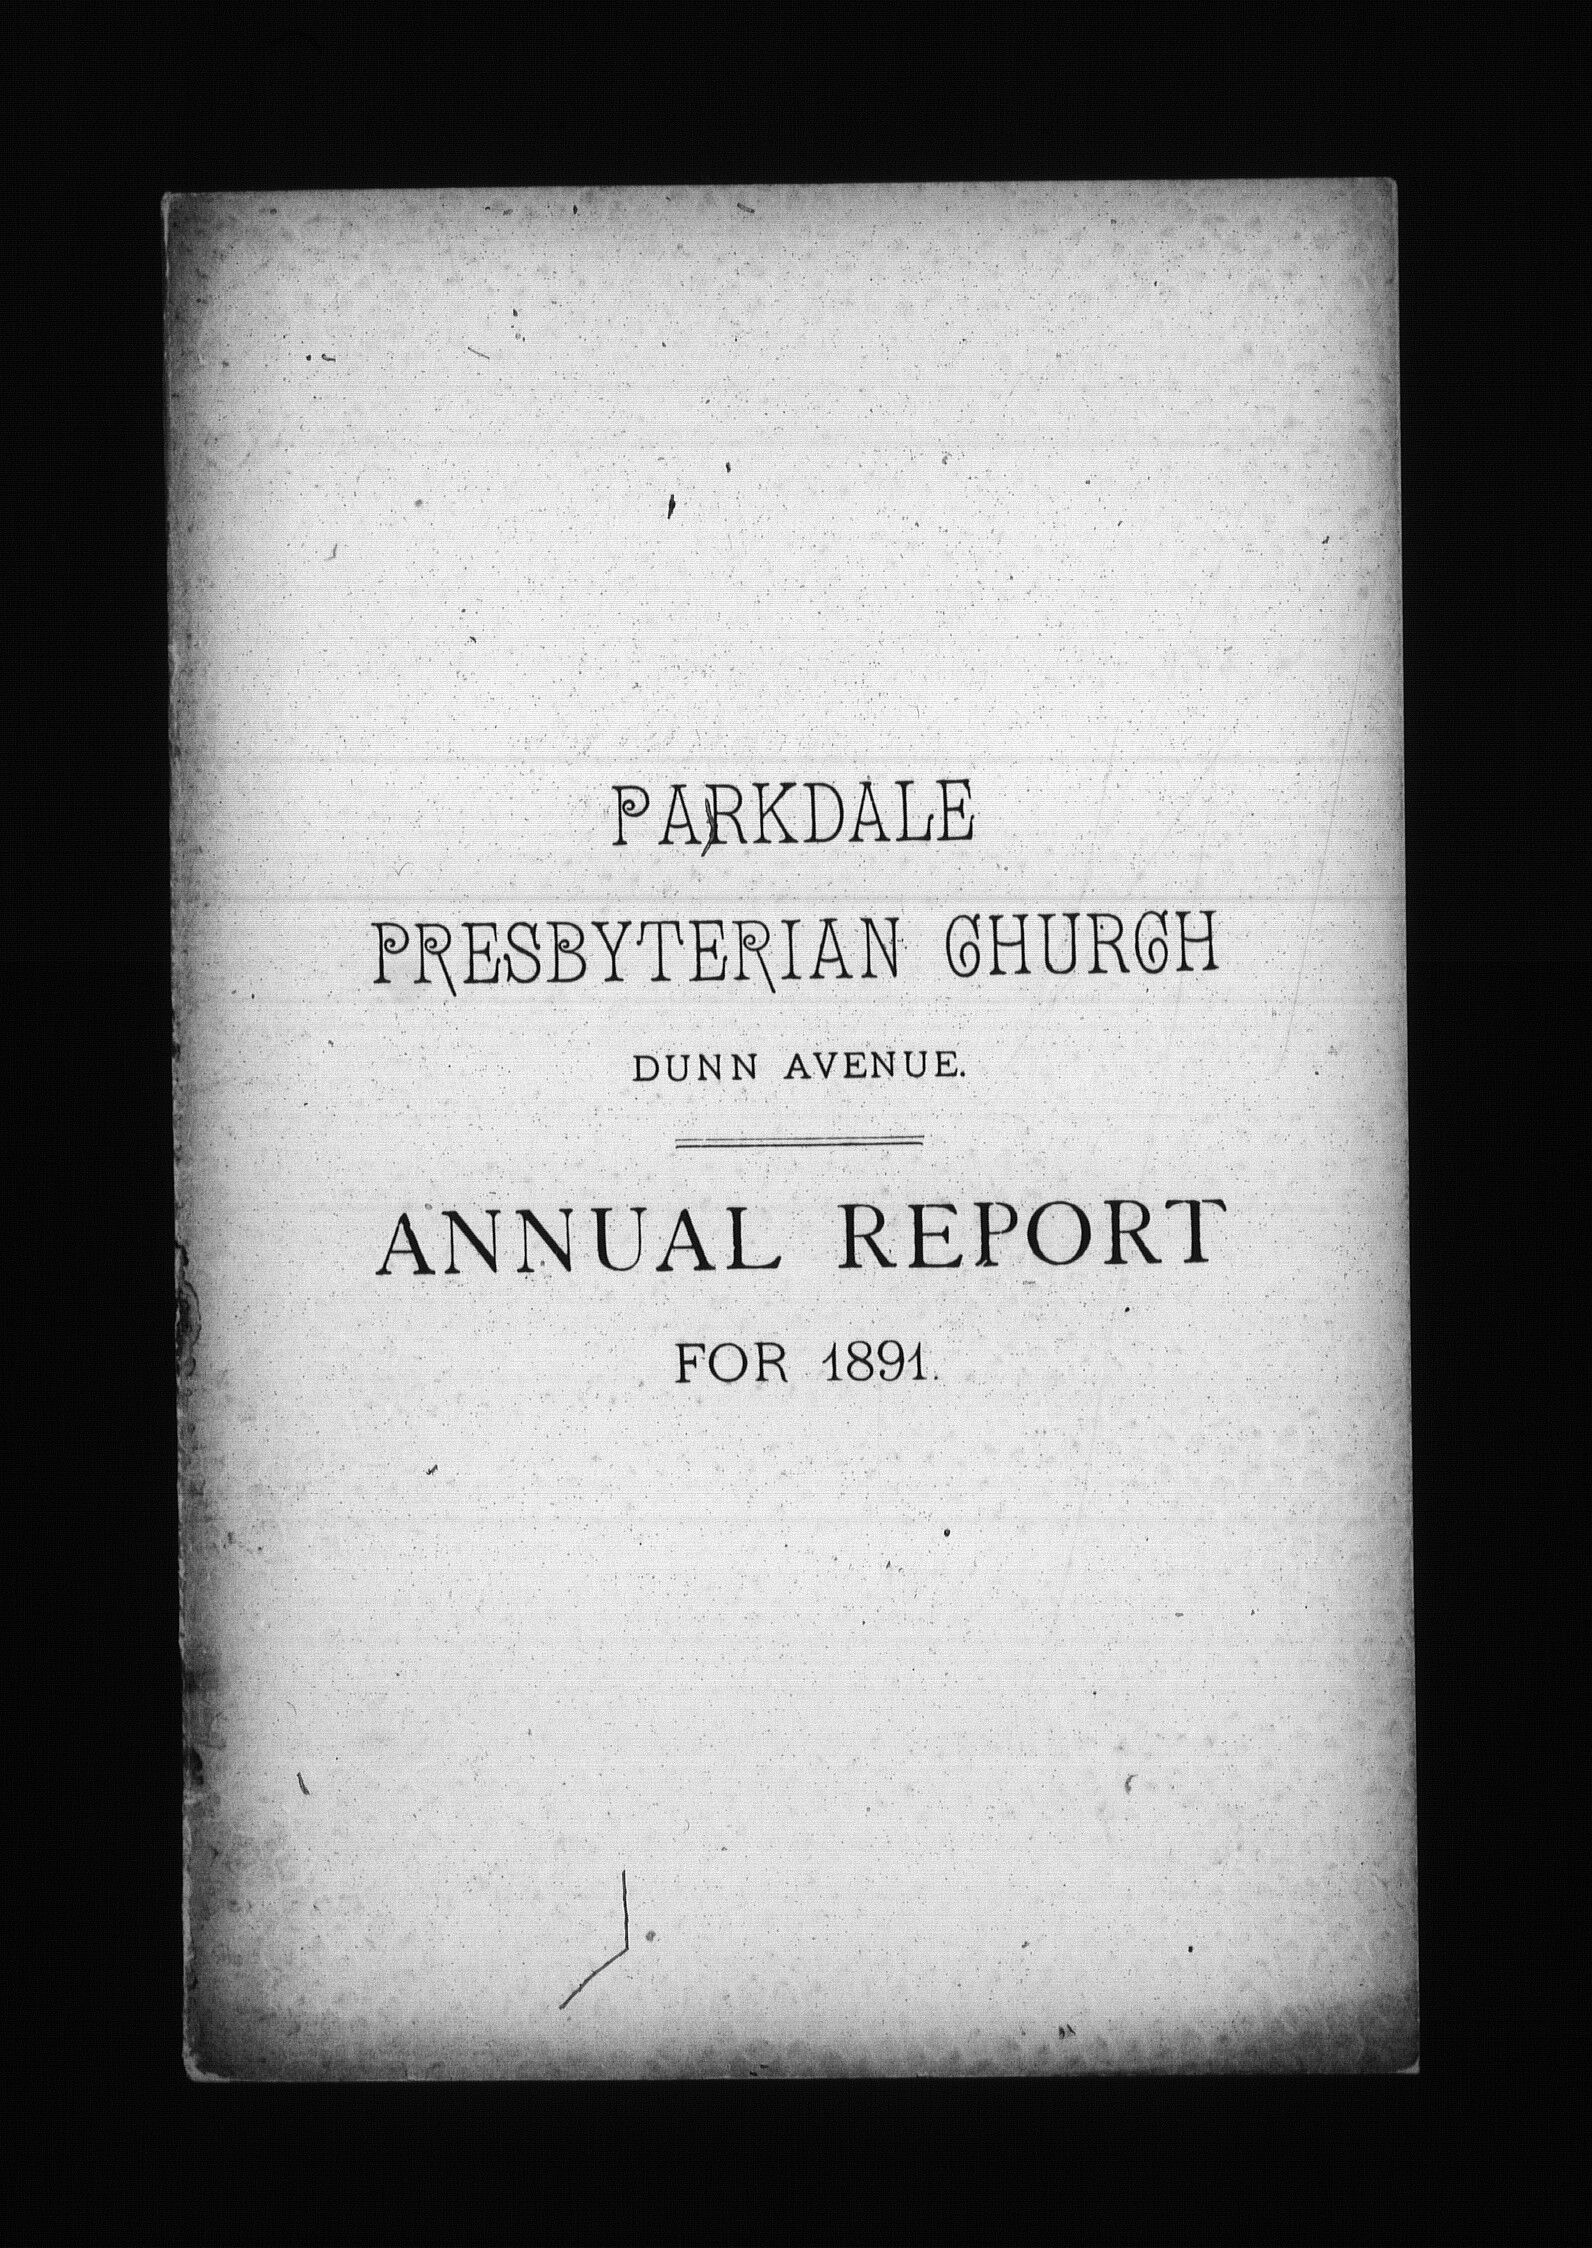 PARKDALE
PRESBYTERIAN CHURCH
DUNN AVENUE.
ANNUAL REPORT
FOR 1891.